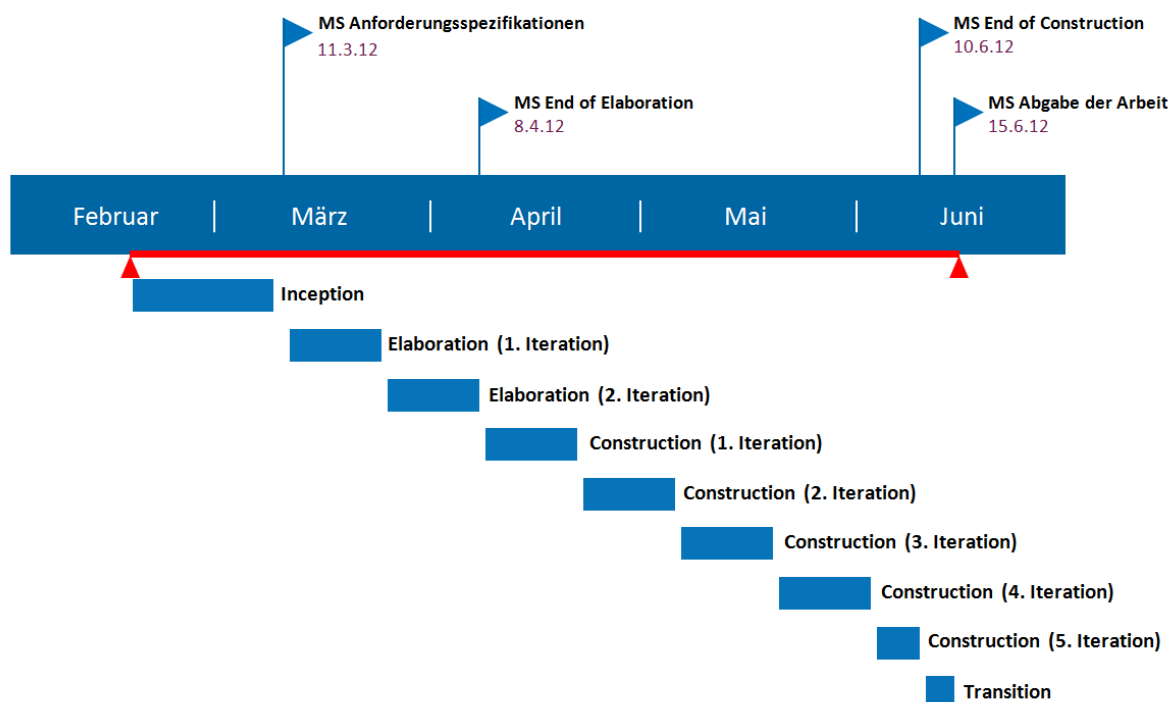 MS Anforderungsspezifikationen
11.3.12
MS End of Construction
10.6.12
MS End of Elaboration
8.4.12
MS Abgabe der Arbeit
15.6.12
Februar | März | April | Mai | Juni
Inception
Elaboration (1. Iteration)
Elaboration (2. Iteration)
Construction (1. Iteration)
Construction (2. Iteration)
Construction (3. Iteration)
Construction (4. Iteration)
Construction (5. Iteration)
Transition